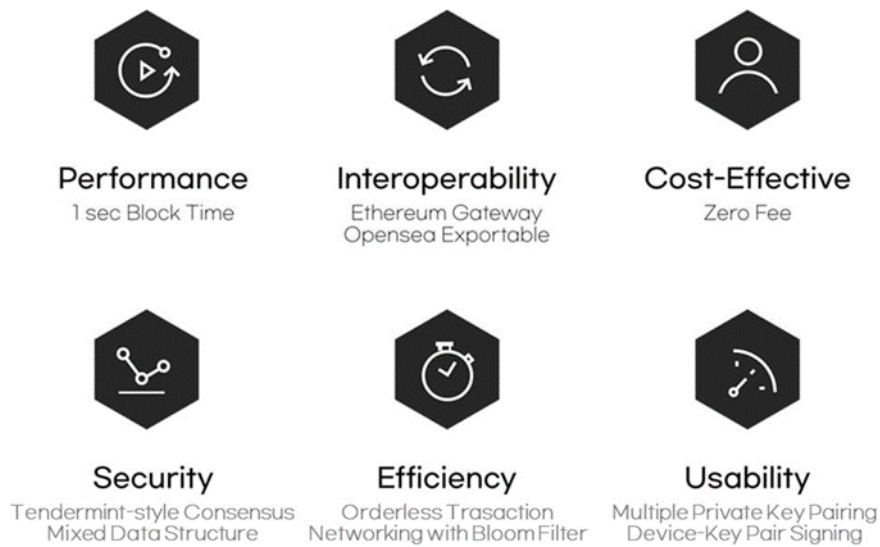 Performance
1 sec Block Time
Interoperability
Ethereum Gateway
Opensea Exportable
Cost-Effective
Zero Fee
Security
Tendermint-style Consensus
Mixed Data Structure
Efficiency
Orderless Trasaction
Networking with Bloom Filter
Usability
Multiple Private Key Pairing
Device-Key Pair Signing